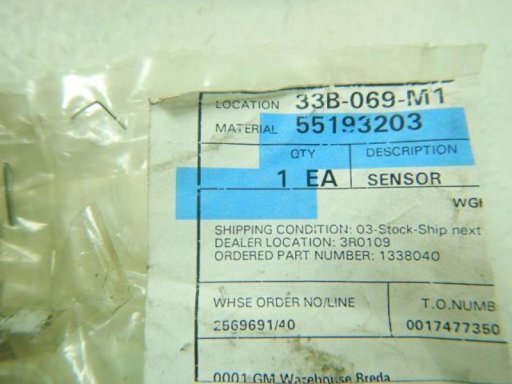 LOCATION 33B-069-M1
MATERIAL 55193203
QTY DESCRIPTION
1 EA SENSOR
WGH
SHIPPING CONDITION: 03-Stock-Ship next
DEALER LOCATION: 3R0109
ORDERED PART NUMBER: 1338040
WHSE ORDER NO/LINE T.O.NUMB
2569691/40 0017477350
0001 GM Warehouse Breda